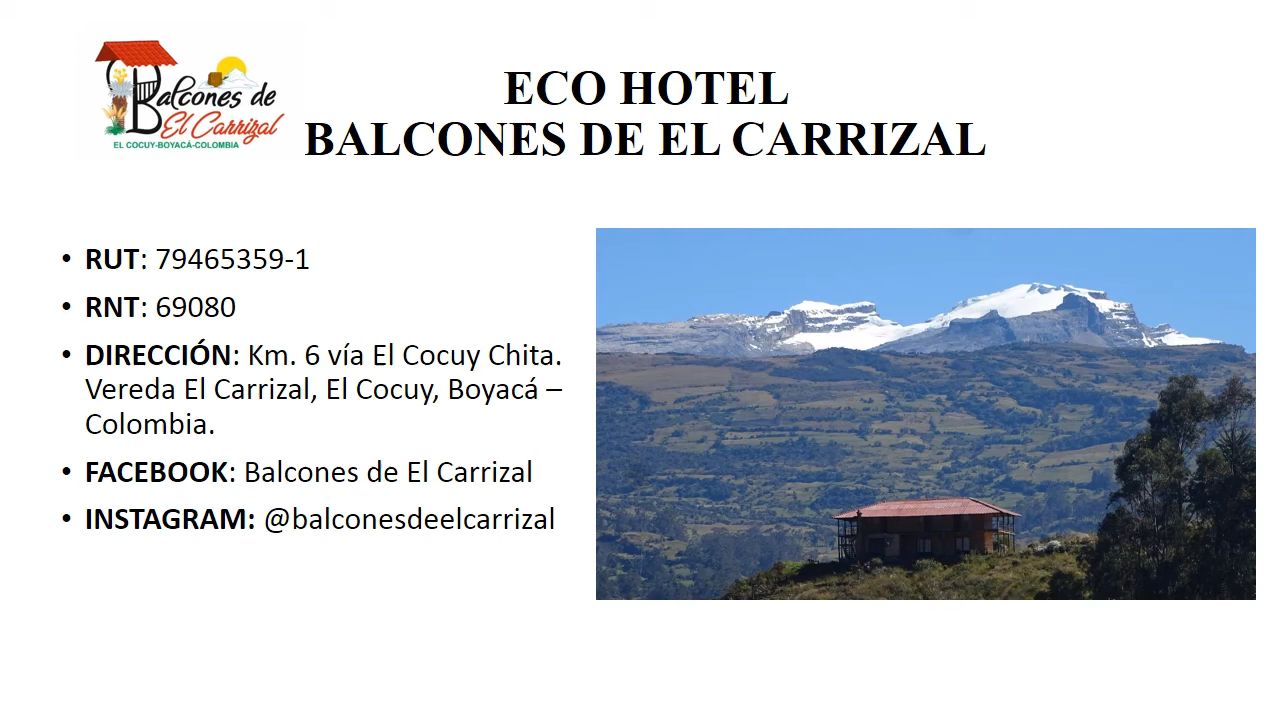 Balcones de
El Carrizal
EL COCUY-BOYACÁ-COLOMBIA
ECO HOTEL
BALCONES DE EL CARRIZAL
• RUT: 79465359-1
• RNT: 69080
• DIRECCIÓN: Km. 6 vía El Cocuy Chita.
Vereda El Carrizal, El Cocuy, Boyacá –
Colombia.
• FACEBOOK: Balcones de El Carrizal
• INSTAGRAM: @balconesdeelcarrizal